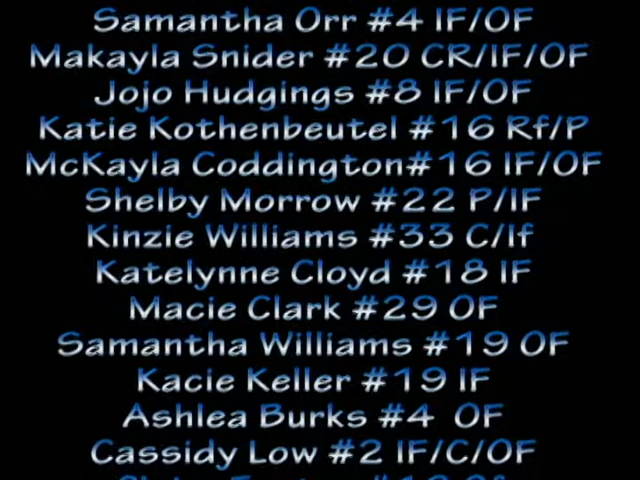 Samantha Orr #4 IF/OF
Makayla Snider #20 CR/IF/OF
Jojo Hudgings #8 IF/OF
Katie Kothenbeutel #16 Rf/P
McKayla Coddington#16 IF/OF
Shelby Morrow #22 P/IF
Kinzie Williams #33 C/If
Katelynne Cloyd #18 IF
Macie Clark #29 OF
Samantha Williams #19 OF
Kacie Keller #19 IF
Ashlea Burks #4  OF
Cassidy Low #2 IF/C/OF